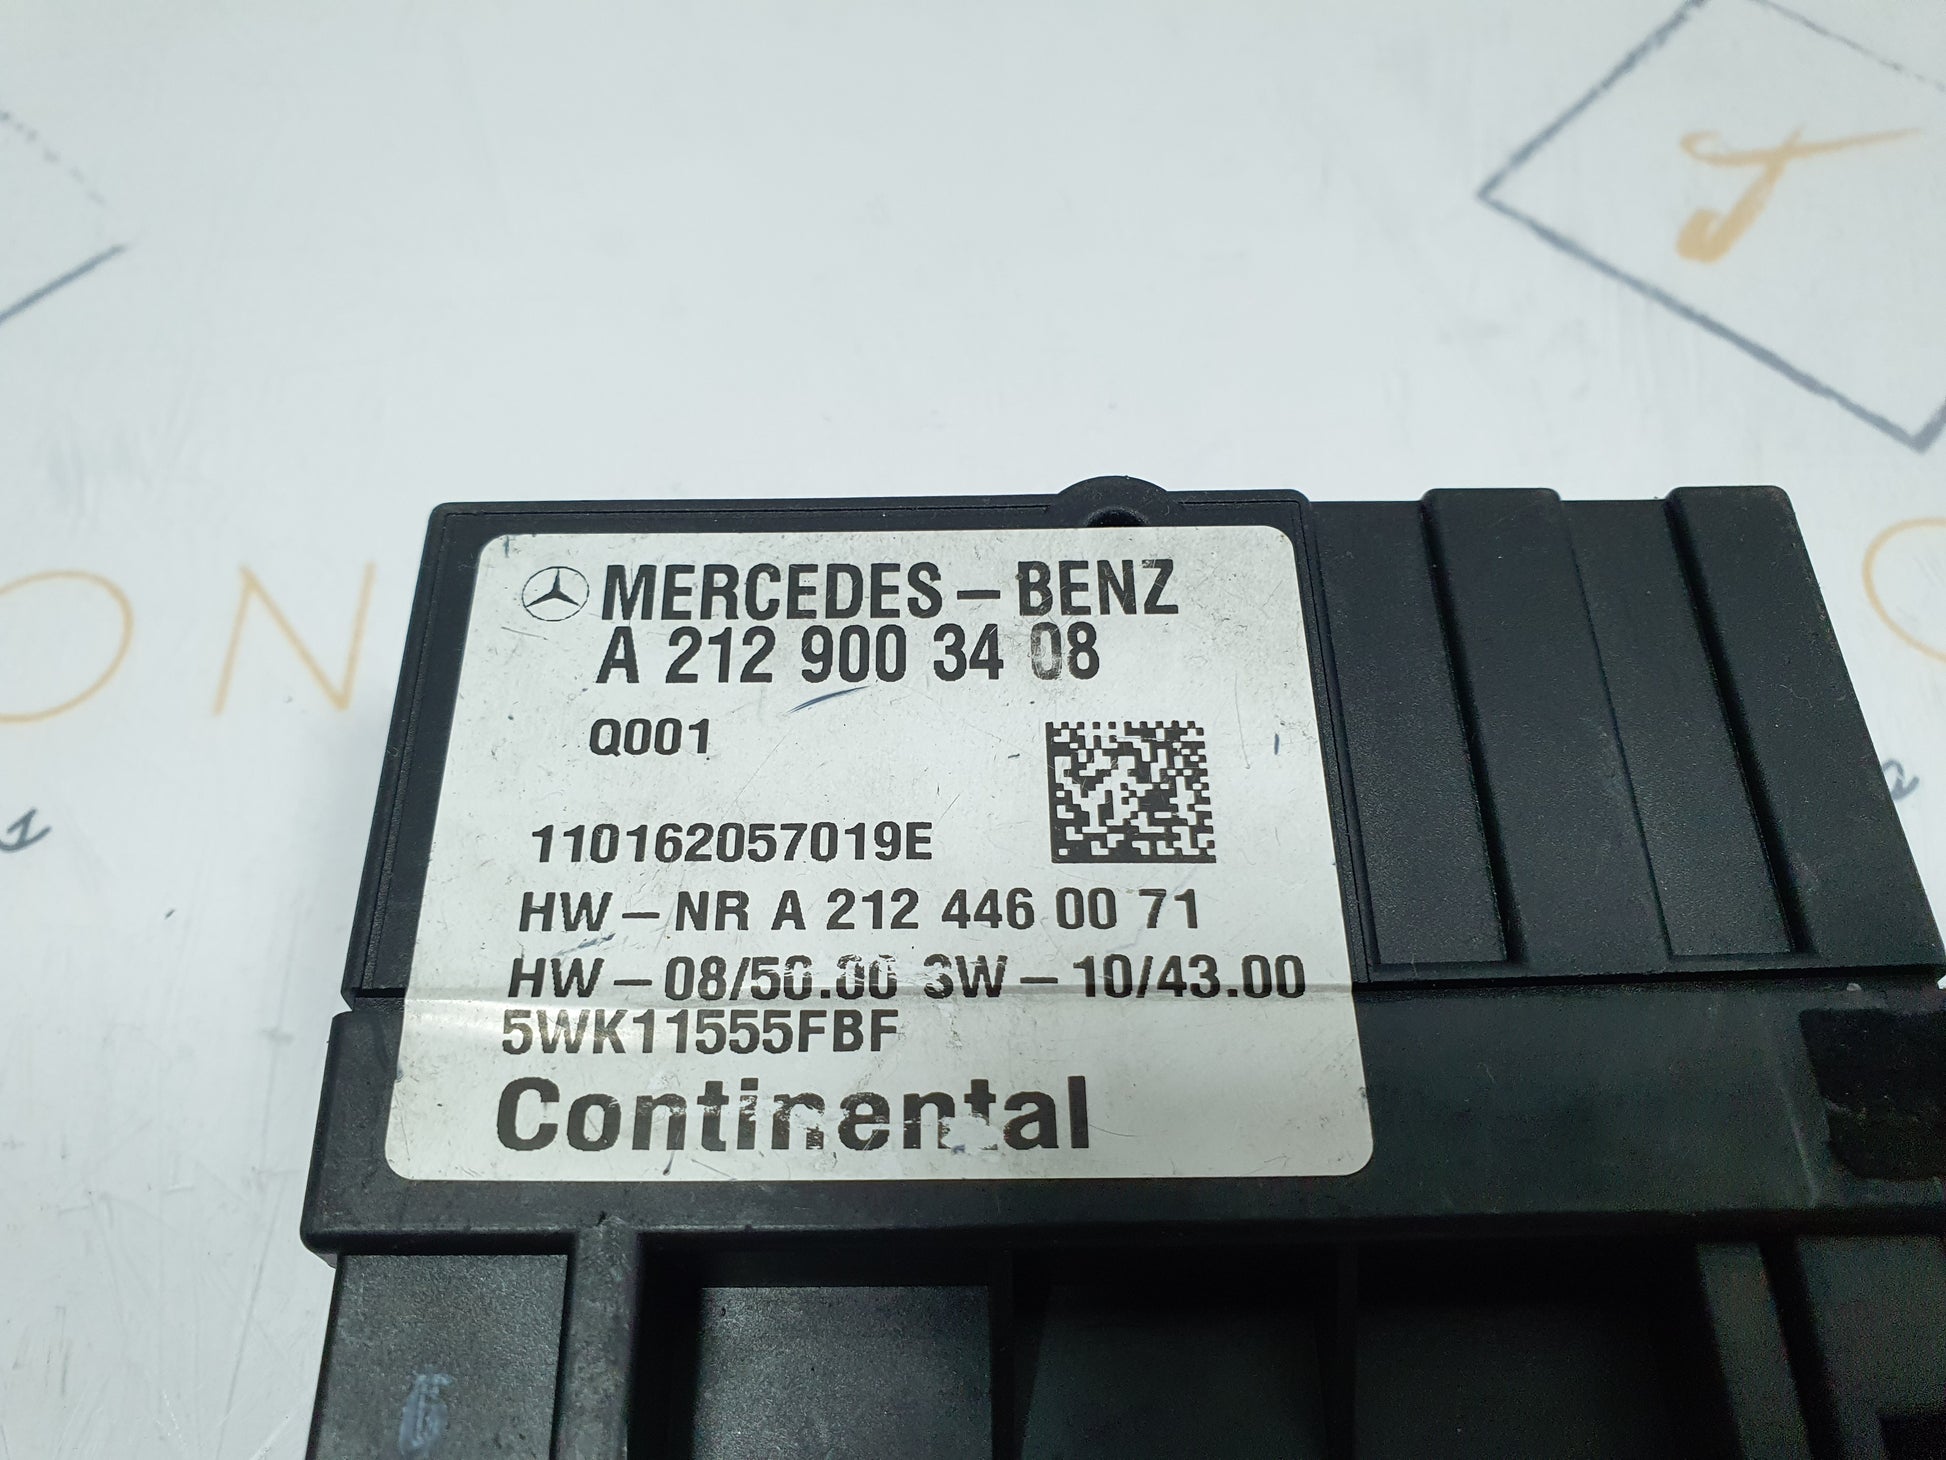 MERCEDES-BENZ
A 212 900 34 08
Q001
110162057019E
HW-NR A 212 446 00 71
HW-08/50.00 SW-10/43.00
5WK11555FBF
Continental
ON